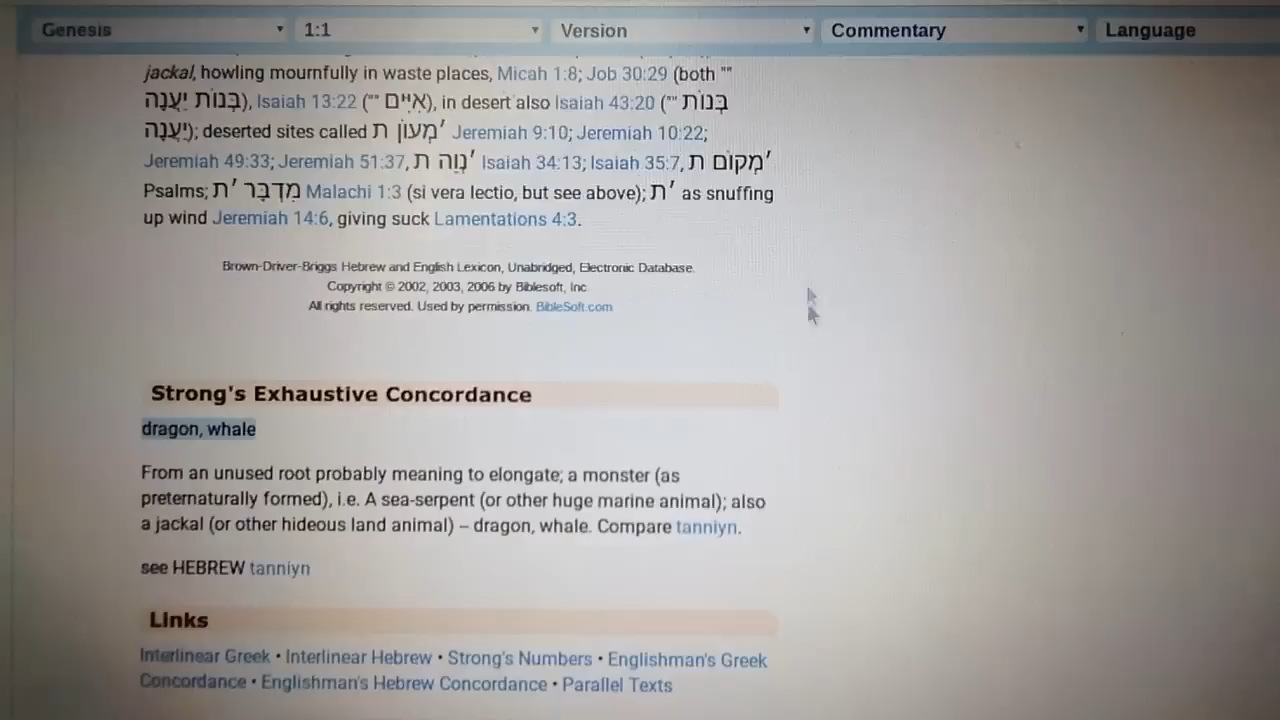 Genesis 1:1 Version Commentary Language
jackal, howling mournfully in waste places, Micah 1:8; Job 30:29 (both ""
בְּנוֹת יַעֲנָה), Isaiah 13:22 ("" אִיִּים), in desert also Isaiah 43:20 ("" בְּנוֺת
יַעֲנָה); deserted sites called מְעוֺן ת׳ Jeremiah 9:10; Jeremiah 10:22;
Jeremiah 49:33; Jeremiah 51:37, נְוֵה ת׳ Isaiah 34:13; Isaiah 35:7, מְקוֺם ת׳
Psalms; מִדְבַּר ת׳ Malachi 1:3 (si vera lectio, but see above); ת׳ as snuffing
up wind Jeremiah 14:6, giving suck Lamentations 4:3.
Brown-Driver-Briggs Hebrew and English Lexicon, Unabridged, Electronic Database.
Copyright © 2002, 2003, 2006 by Biblesoft, Inc
All rights reserved. Used by permission. BibleSoft.com
Strong's Exhaustive Concordance
dragon, whale
From an unused root probably meaning to elongate; a monster (as
preternaturally formed), i.e. A sea-serpent (or other huge marine animal); also
a jackal (or other hideous land animal) – dragon, whale. Compare tanniyn.
see HEBREW tanniyn
Links
Interlinear Greek • Interlinear Hebrew • Strong's Numbers • Englishman's Greek
Concordance • Englishman's Hebrew Concordance • Parallel Texts